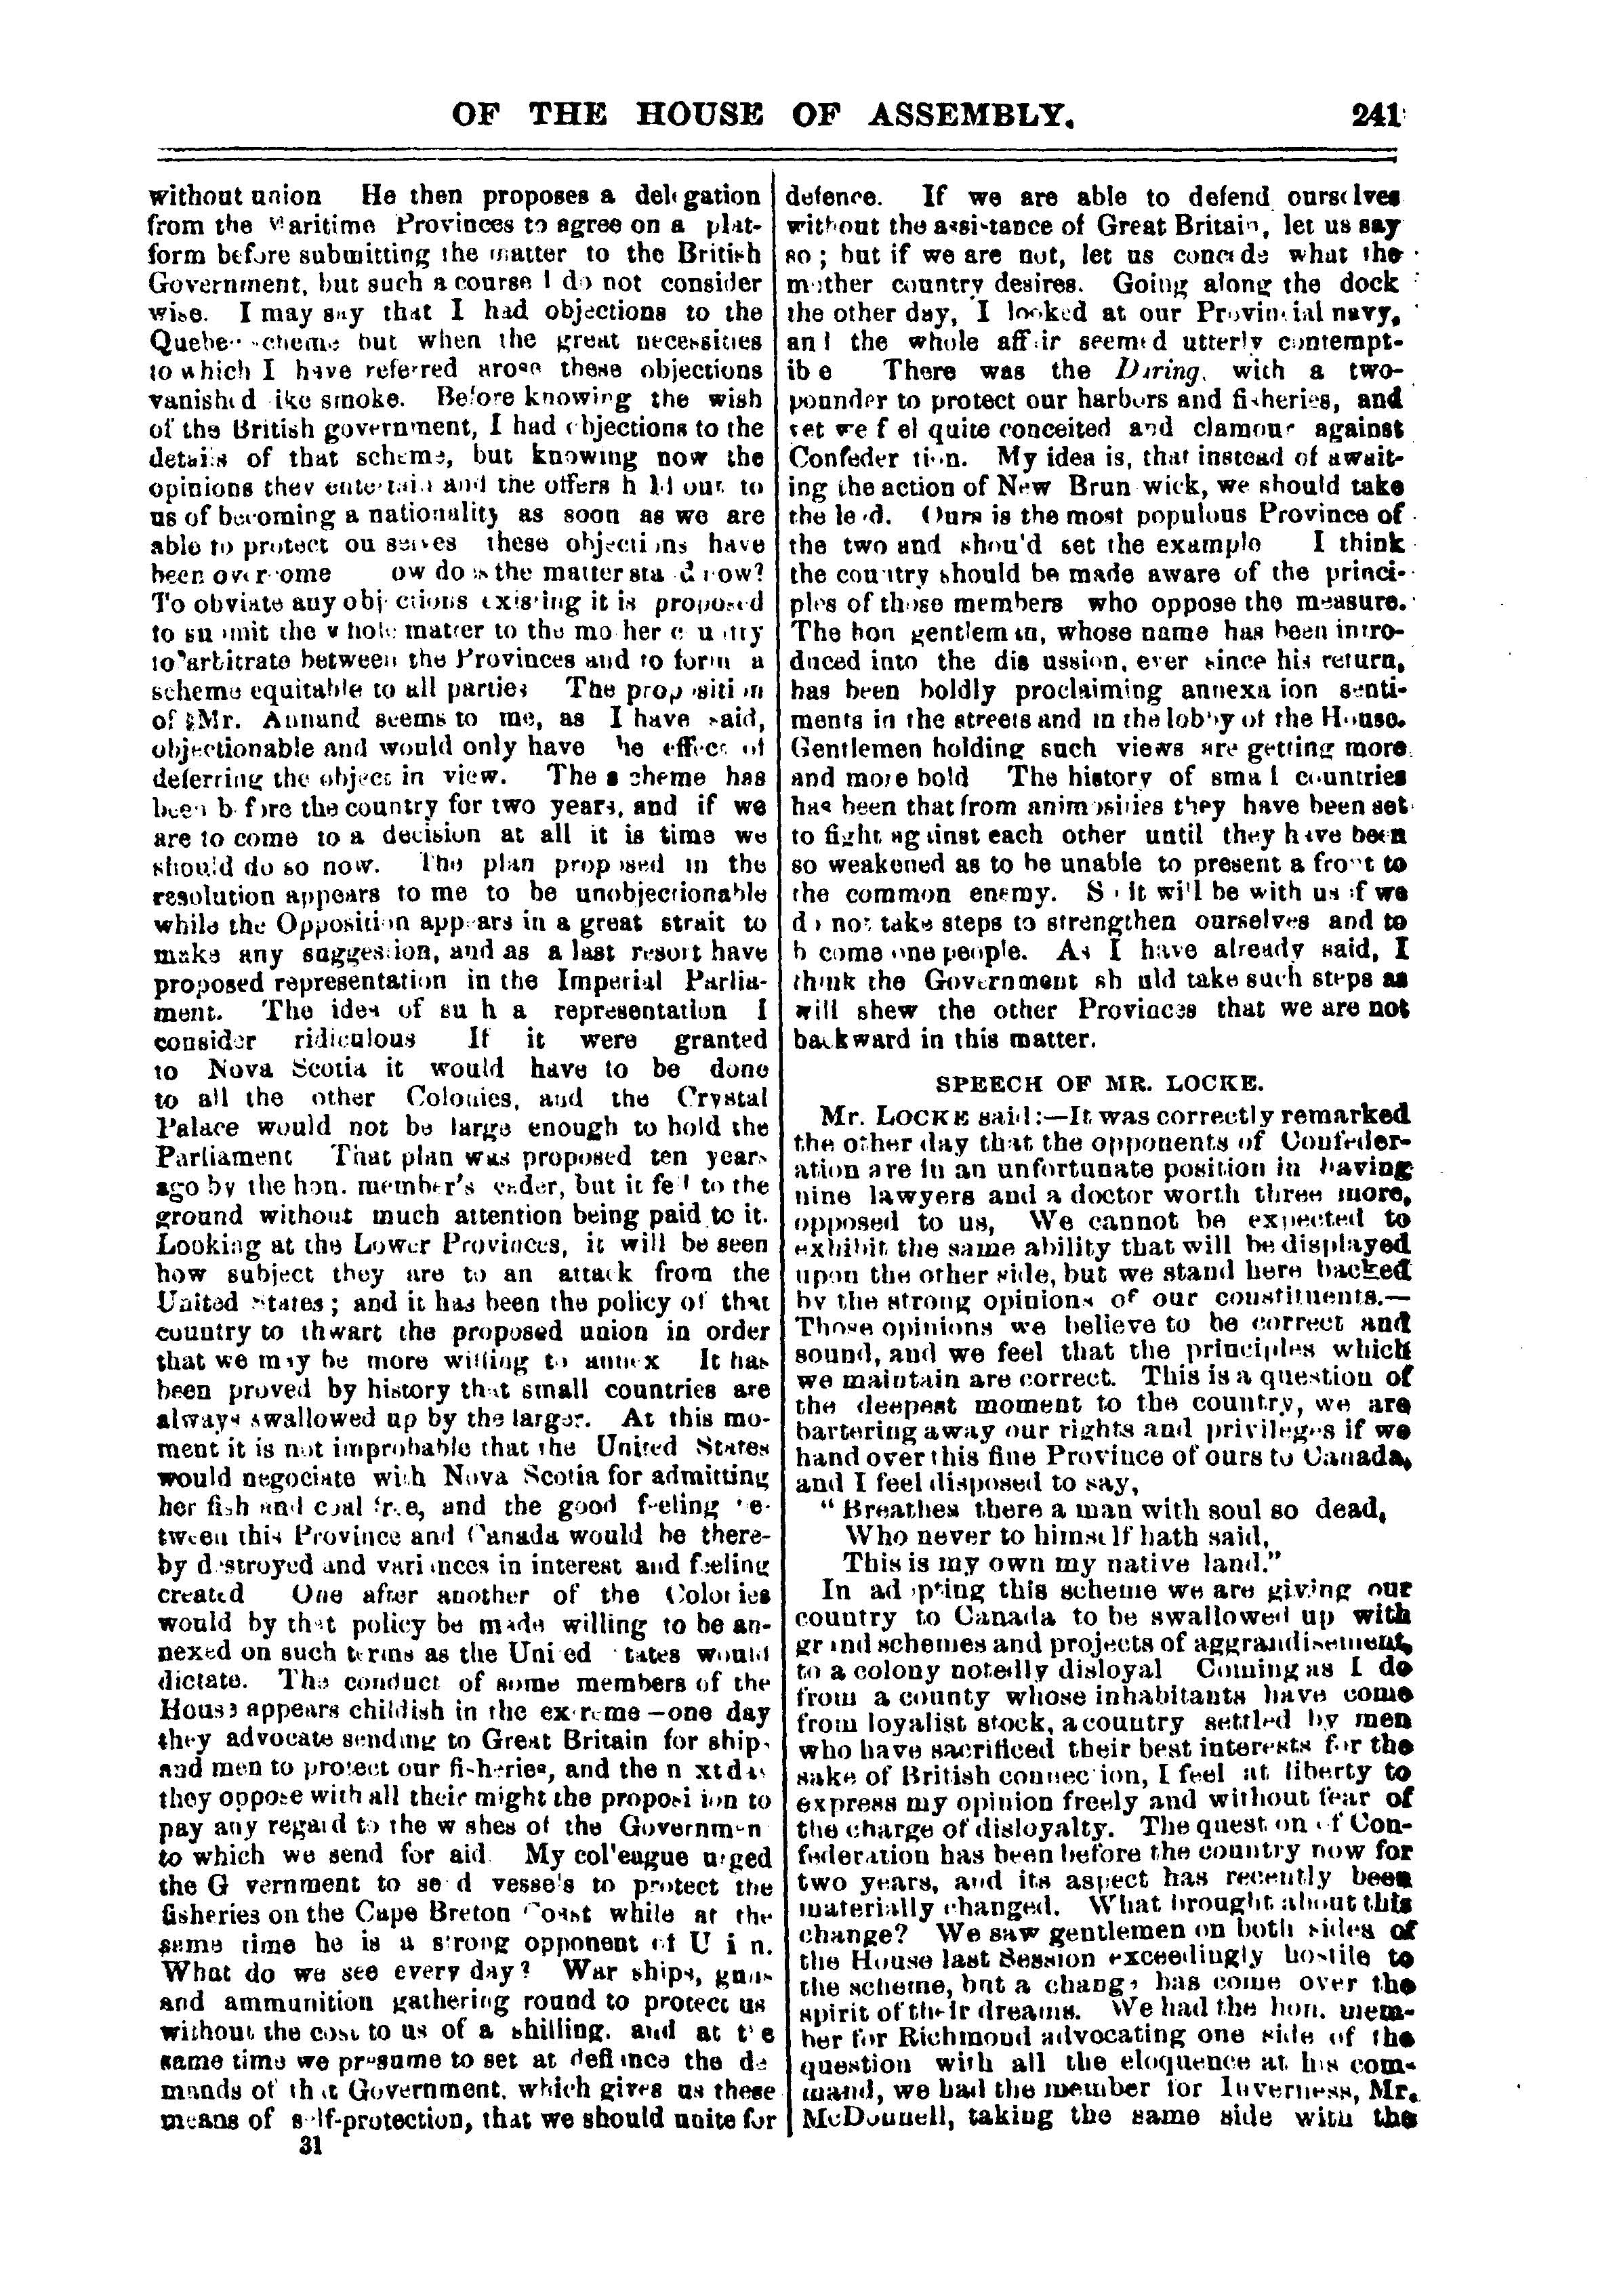 OF THE HOUSE OF ASSEMBLY. 241
without union He then proposes a delegation
from the Maritime Provinces to agree on a plat-
form before submitting the matter to the British
Government, but such a course I do not consider
wise. I may say that I had objections to the
Quebec scheme but when the great necessities
to which I have referred arose these objections
vanished like smoke. Before knowing the wish
of the British government, I had objections to the
details of that scheme, but knowing now the
opinions they entertain and the offers held out to
us of becoming a nationality as soon as we are
able to protect ourselves these objections have
been overcome ow does the matter stand now?
To obviate any objections existing it is proposed
to submit the whole matter to the mother country
to arbitrate between the Provinces and to form a
scheme equitable to all parties The proposition
of Mr. Annand seems to me, as I have said,
objectionable and would only have the effect of
deferring the object in view. The scheme has
been before the country for two years, and if we
are to come to a decision at all it is time we
should do so now. The plan proposed in the
resolution appears to me to be unobjectionable
while the Opposition appears in a great strait to
make any suggestion, and as a last resort have
proposed representation in the Imperial Parlia-
ment. The idea of such a representation I
consider ridiculous If it were granted
to Nova Scotia it would have to be done
to all the other Colonies, and the Crystal
Palace would not be large enough to hold the
Parliament That plan was proposed ten years
ago by the hon. member's leader, but it fell to the
ground without much attention being paid to it.
Looking at the Lower Provinces, it will be seen
how subject they are to an attack from the
United States; and it has been the policy of that
country to thwart the proposed union in order
that we may be more willing to annex It has
been proved by history that small countries are
always swallowed up by the larger. At this mo-
ment it is not improbable that the United States
would negociate with Nova Scotia for admitting
her fish and coal free, and the good feeling be-
tween this Province and Canada would be there-
by destroyed and variances in interest and feeling
created One after another of the Colonies
would by that policy be made willing to be an-
nexed on such terms as the United States would
dictate. The conduct of some members of the
House appears childish in the extreme—one day
they advocate sending to Great Britain for ships
and men to protect our fisheries, and the next day
they oppose with all their might the proposition to
pay any regard to the wishes of the Government
to which we send for aid My colleague urged
the Government to send vessels to protect the
fisheries on the Cape Breton Coast while at the
same time he is a strong opponent of Union.
What do we see every day? War ships, guns
and ammunition gathering round to protect us
without the cost to us of a shilling, and at the
same time we presume to set at defiance the de
mands of that Government, which gives us these
means of self-protection, that we should unite for
31
defence. If we are able to defend ourselves
without the assistance of Great Britain, let us say
so; but if we are not, let us concede what the
mother country desires. Going along the dock
the other day, I looked at our Provincial navy,
and the whole affair seemed utterly contempt-
ible There was the Daring, with a two-
pounder to protect our harbors and fisheries, and
yet we feel quite conceited and clamour against
Confederation. My idea is, that instead of await-
ing the action of New Brunswick, we should take
the lead. Ours is the most populous Province of
the two and should set the example I think
the country should be made aware of the princi-
ples of those members who oppose the measure.
The hon gentleman, whose name has been intro-
duced into the discussion, ever since his return,
has been boldly proclaiming annexation senti-
ments in the streets and in the lobby of the House.
Gentlemen holding such views are getting more
and more bold The history of small countries
has been that from animosities they have been set
to fight against each other until they have been
so weakened as to be unable to present a front to
the common enemy. So it will be with us if we
do not take steps to strengthen ourselves and to
become one people. As I have already said, I
think the Government should take such steps as
will shew the other Provinces that we are not
backward in this matter.
SPEECH OF MR. LOCKE.
Mr. LOCKE said:—It was correctly remarked
the other day that the opponents of Confeder-
ation are in an unfortunate position in having
nine lawyers and a doctor worth three more,
opposed to us, We cannot be expected to
exhibit the same ability that will be displayed
upon the other side, but we stand here backed
by the strong opinions of our constituents.—
Those opinions we believe to be correct and
sound, and we feel that the principles which
we maintain are correct. This is a question of
the deepest moment to the country, we are
bartering away our rights and privileges if we
hand over this fine Province of ours to Canada,
and I feel disposed to say,
"Breathes there a man with soul so dead,
Who never to himself hath said,
This is my own my native land."
In adopting this scheme we are giving our
country to Canada to be swallowed up with
grand schemes and projects of aggrandisement,
to a colony notedly disloyal Coming as I do
from a county whose inhabitants have come
from loyalist stock, a country settled by men
who have sacrificed their best interests for the
sake of British connection, I feel at liberty to
express my opinion freely and without fear of
the charge of disloyalty. The question of Con-
federation has been before the country now for
two years, and its aspect has recently been
materially changed. What brought about this
change? We saw gentlemen on both sides of
the House last Session exceedingly hostile to
the scheme, but a change has come over the
spirit of their dreams. We had the hon. mem-
ber for Richmond advocating one side of the
question with all the eloquence at his com-
mand, we had the member for Inverness, Mr.
McDonnell, taking the same side with the